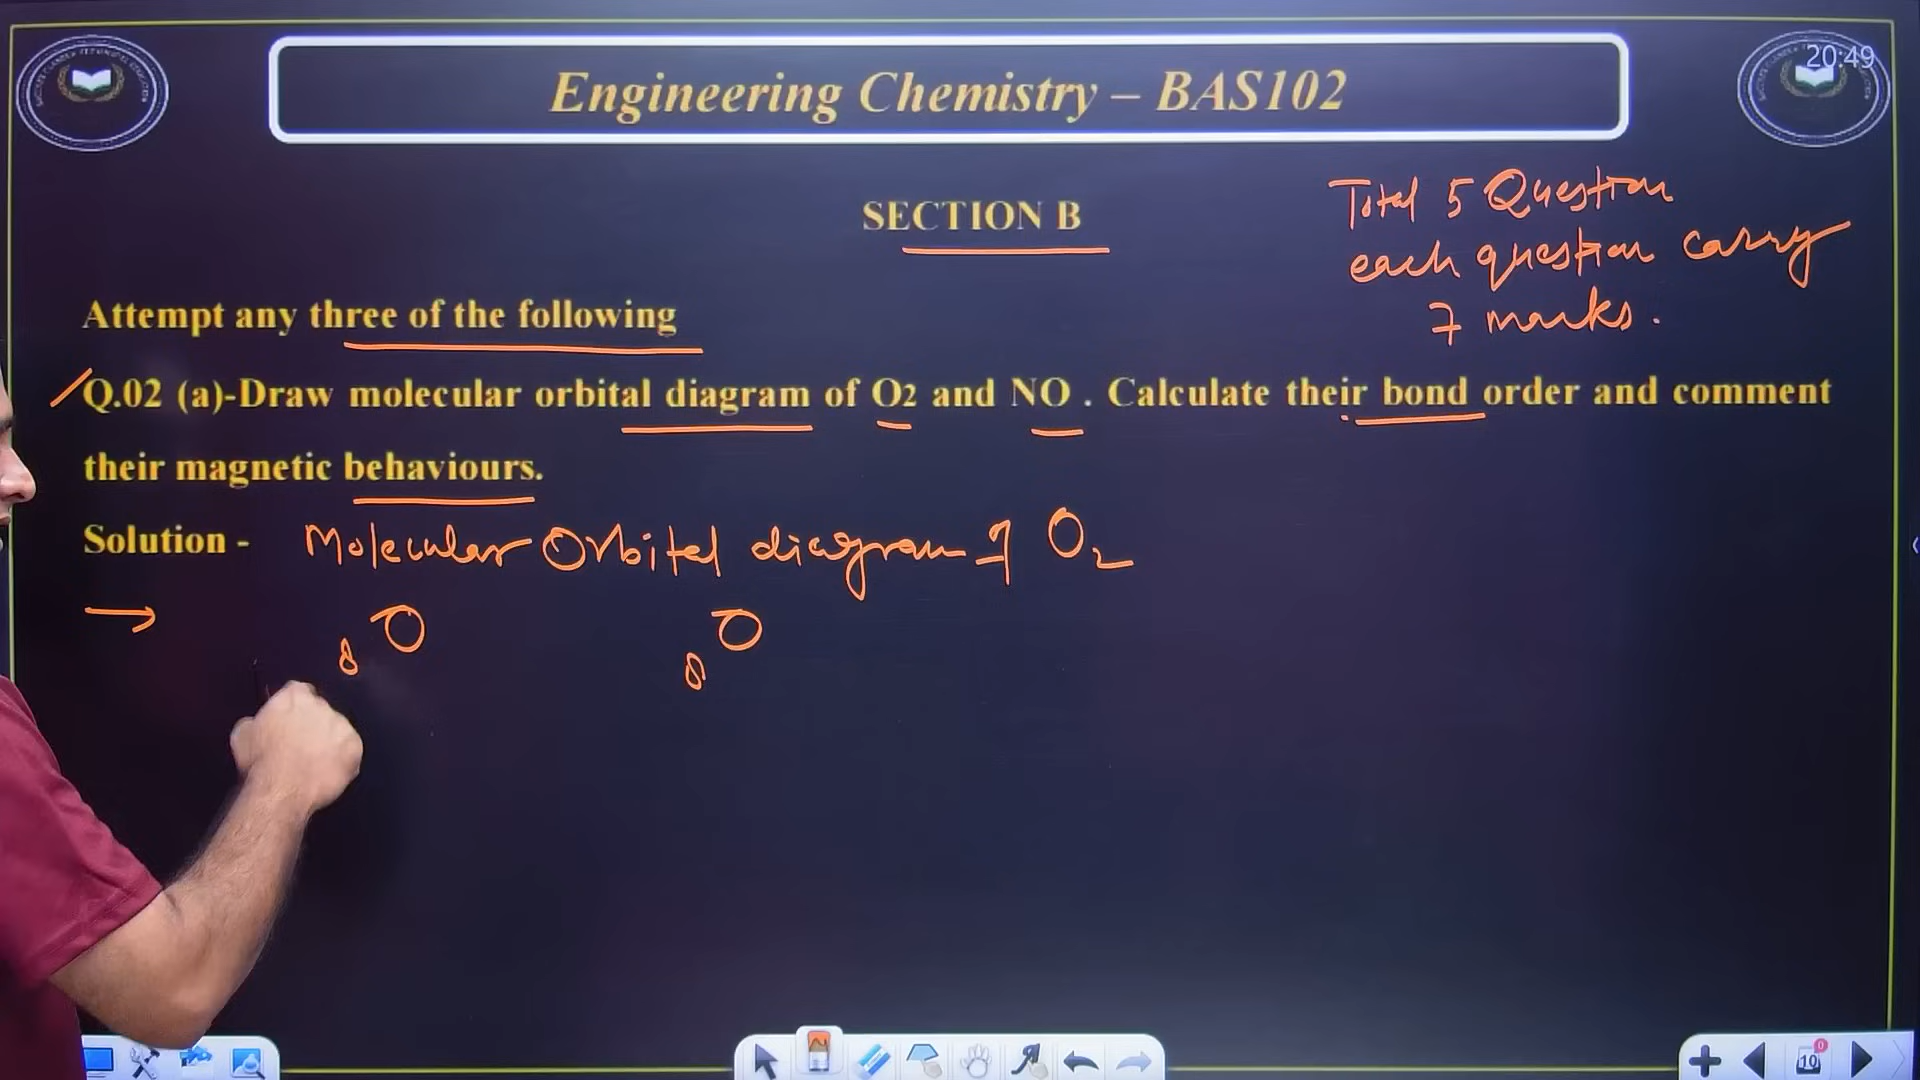 Engineering Chemistry – BAS102
20:49
SECTION B
Total 5 Question
each question carry
7 marks.
Attempt any three of the following
Q.02 (a)-Draw molecular orbital diagram of O2 and NO . Calculate their bond order and comment
their magnetic behaviours.
Solution - Molecular Orbital diagram of O2
→ 8O 8O
10
0